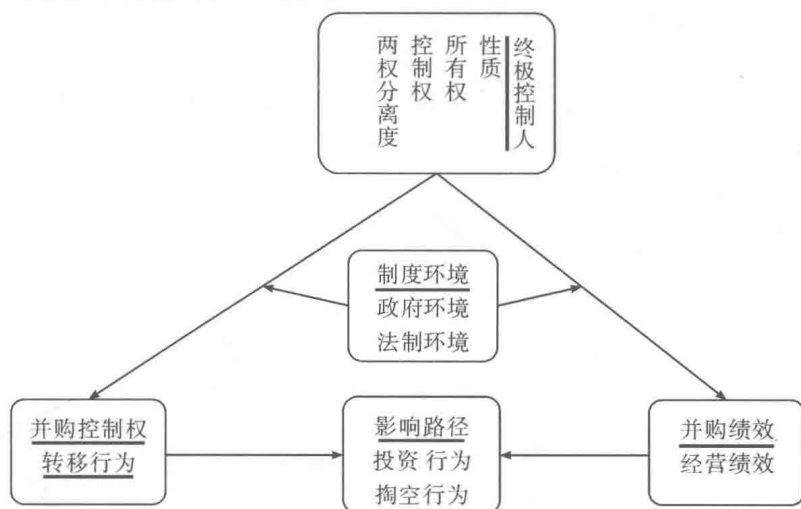 终极控制人
性质
所有权
控制权
两权分离度
制度环境
政府环境
法制环境
并购控制权
转移行为
影响路径
投资 行为
掏空行为
并购绩效
经营绩效